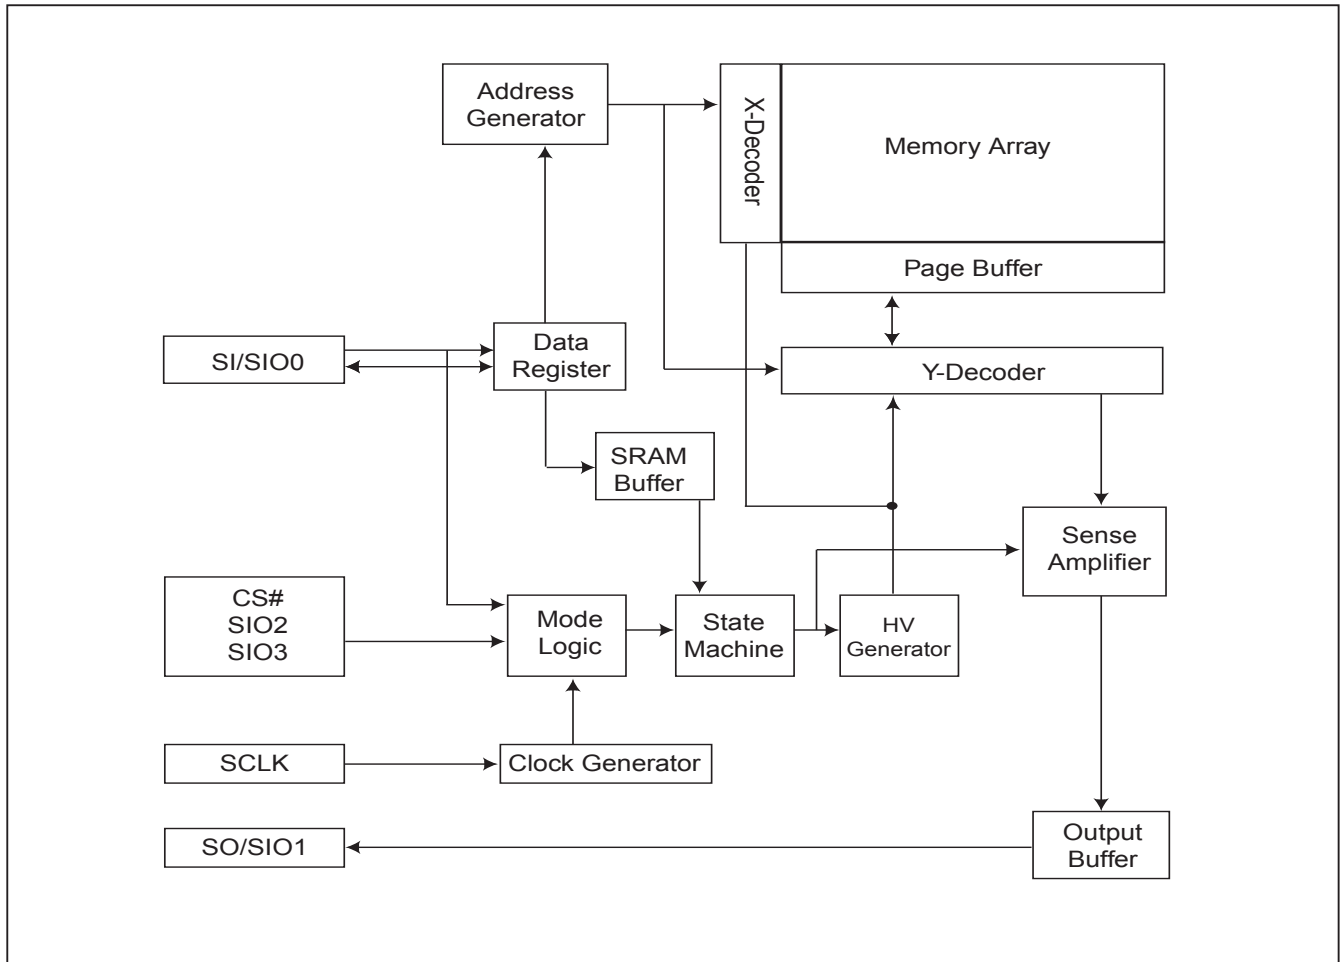 Address
Generator
X-Decoder
Memory Array
Page Buffer
SI/SIO0
Data
Register
Y-Decoder
SRAM
Buffer
Sense
Amplifier
CS#
SIO2
SIO3
Mode
Logic
State
Machine
HV
Generator
SCLK
Clock Generator
SO/SIO1
Output
Buffer